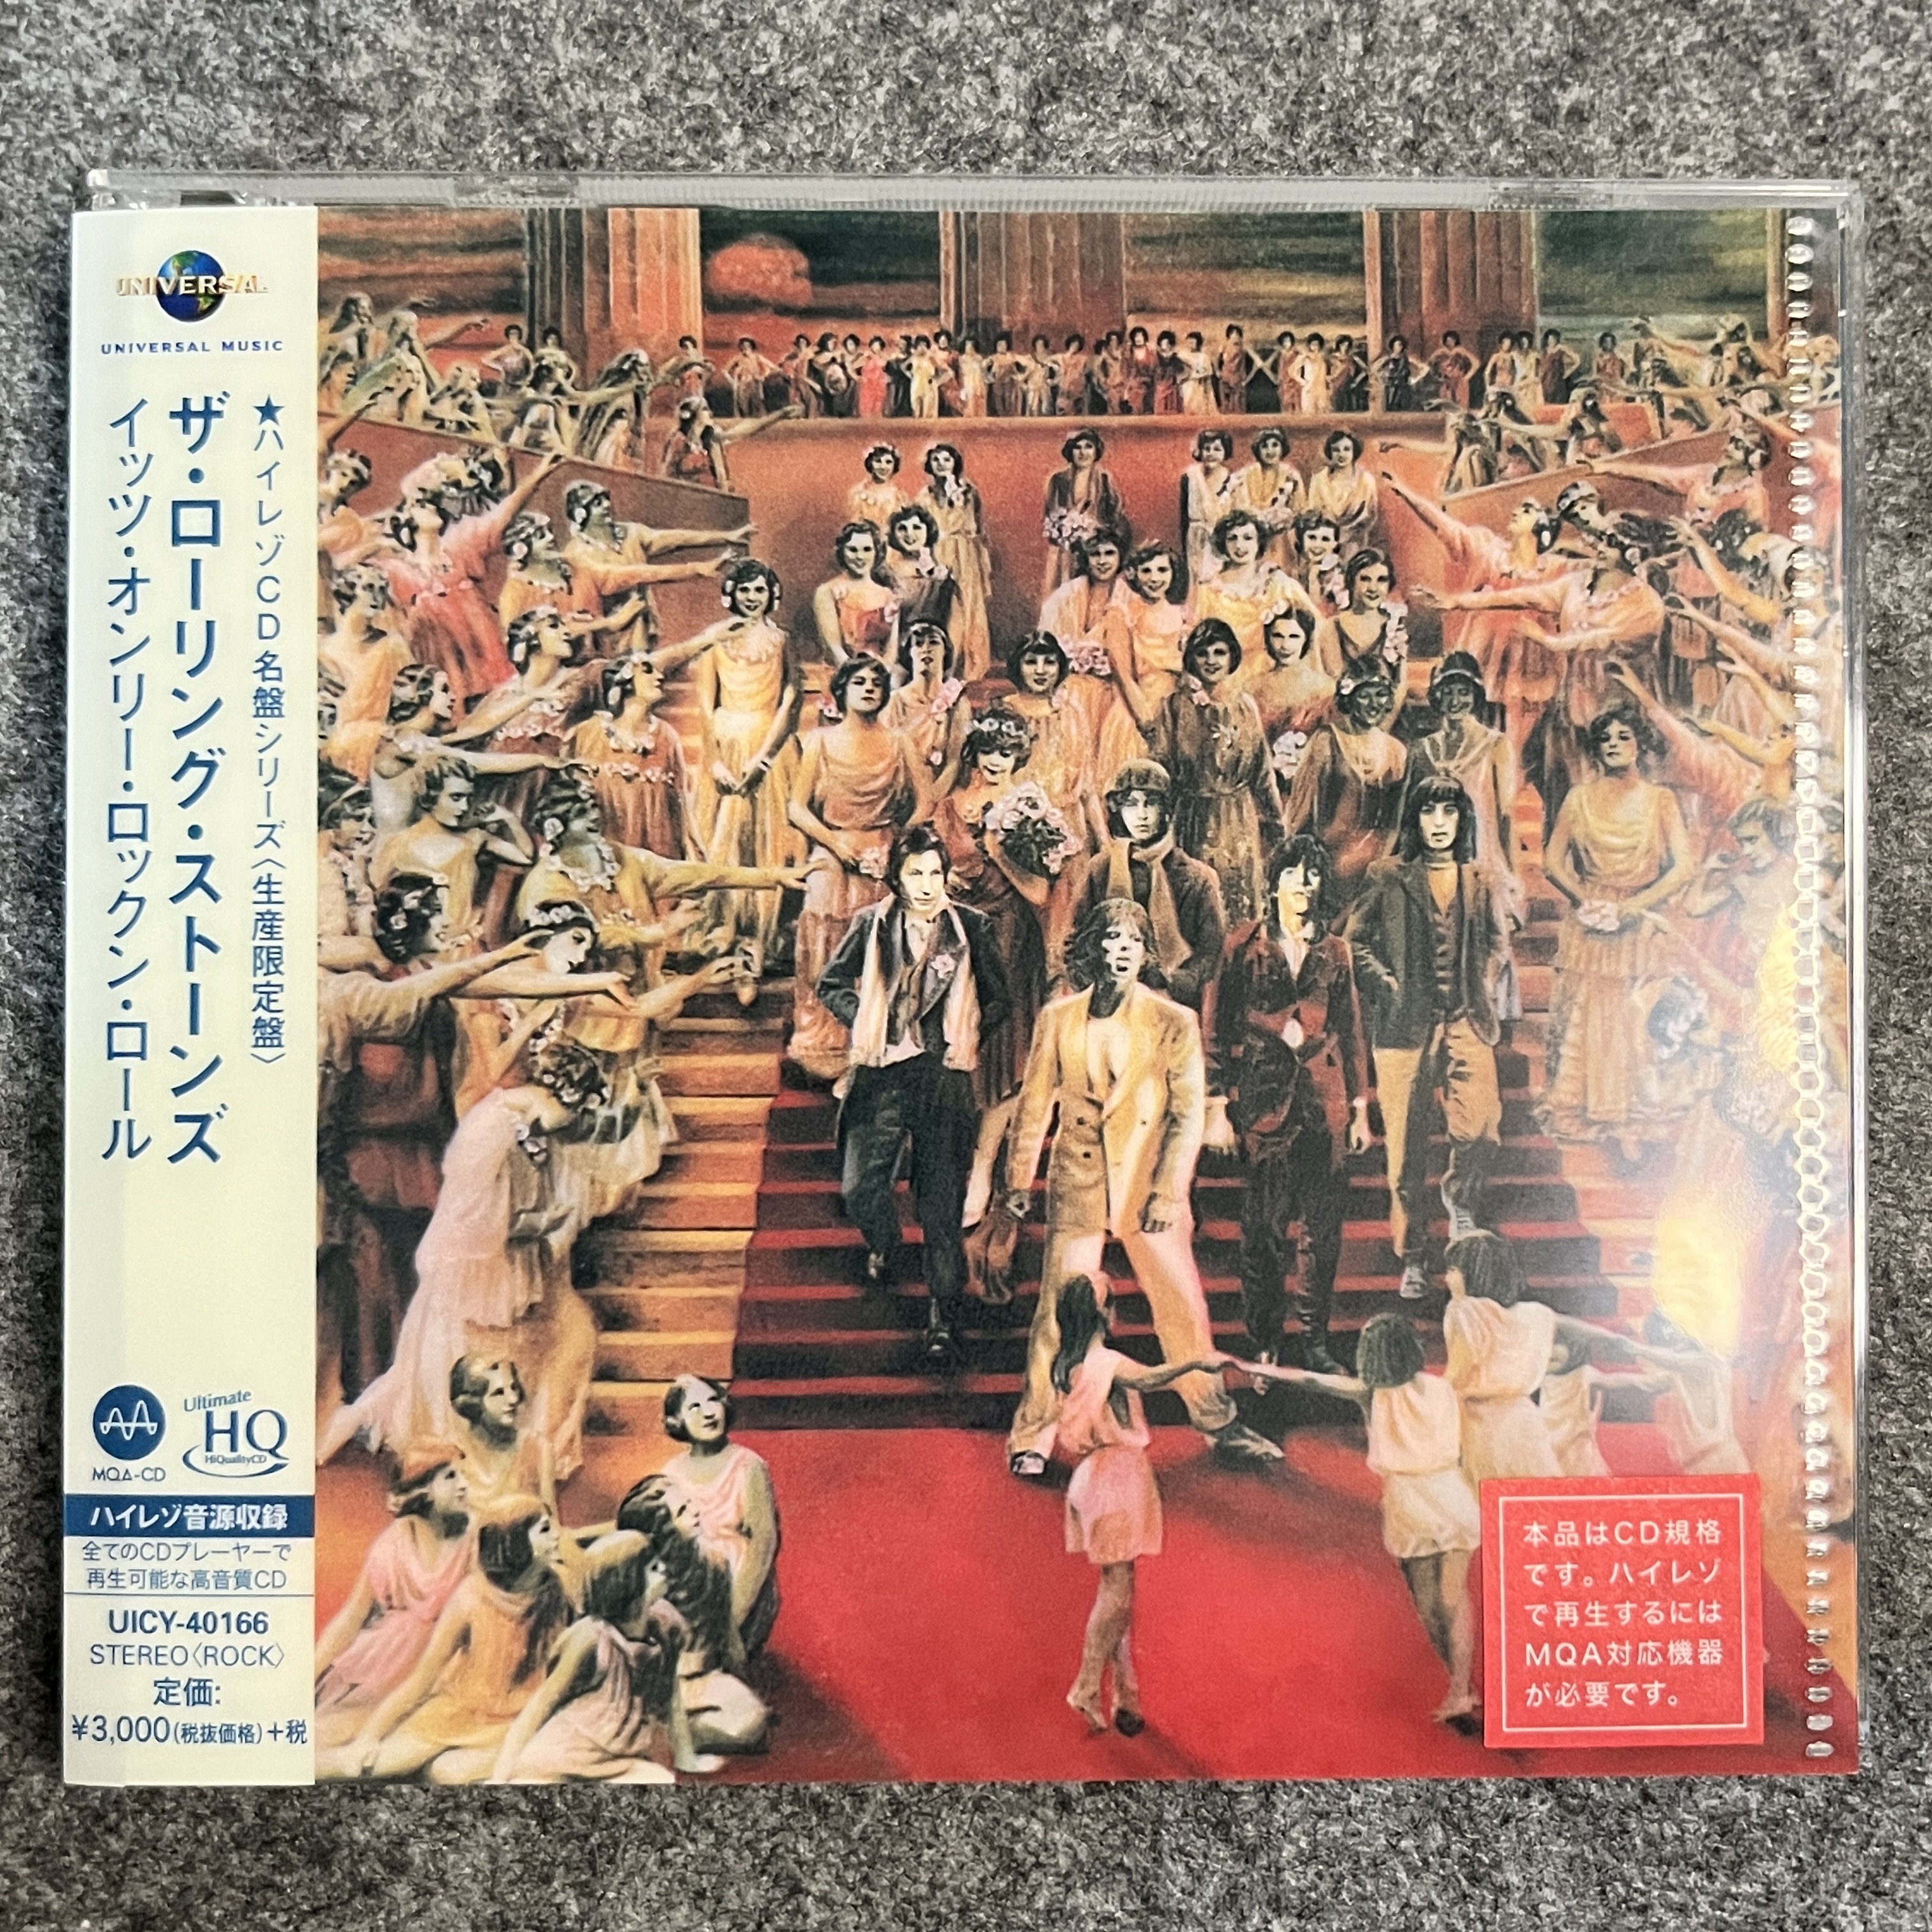 UNIVERSAL
UNIVERSAL MUSIC
★ハイレゾCD名盤シリーズ〈生産限定盤〉
ザ・ローリング・ストーンズ
イッツ・オンリー・ロックン・ロール
MQA-CD
Ultimate
HQ
HiQualityCD
ハイレゾ音源収録
全てのCDプレーヤーで
再生可能な高音質CD
UICY-40166
STEREO〈ROCK〉
定価:
¥3,000(税抜価格)+税
本品はCD規格
です。ハイレゾ
で再生するには
MQA対応機器
が必要です。